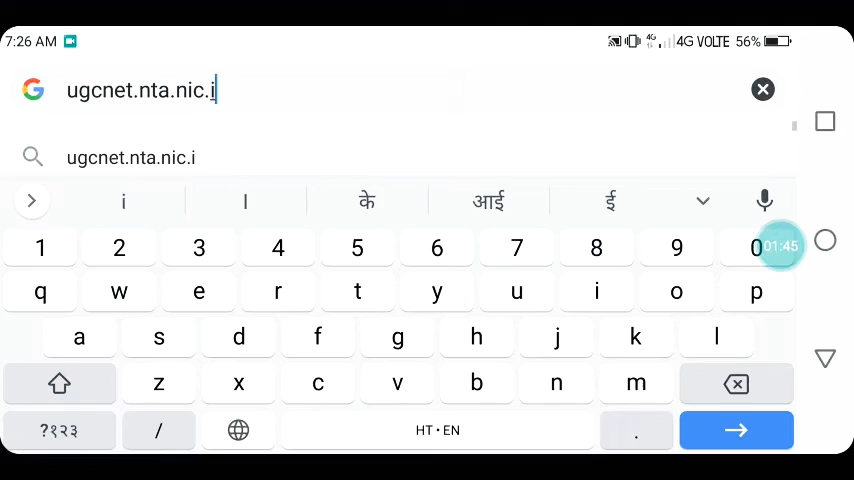 7:26 AM 4G 4G VOLTE 56%
ugcnet.nta.nic.i
ugcnet.nta.nic.i
i I के आई ई
1 2 3 4 5 6 7 8 9 0 01:45
q w e r t y u i o p
a s d f g h j k l
z x c v b n m
?१२३ / HT • EN .